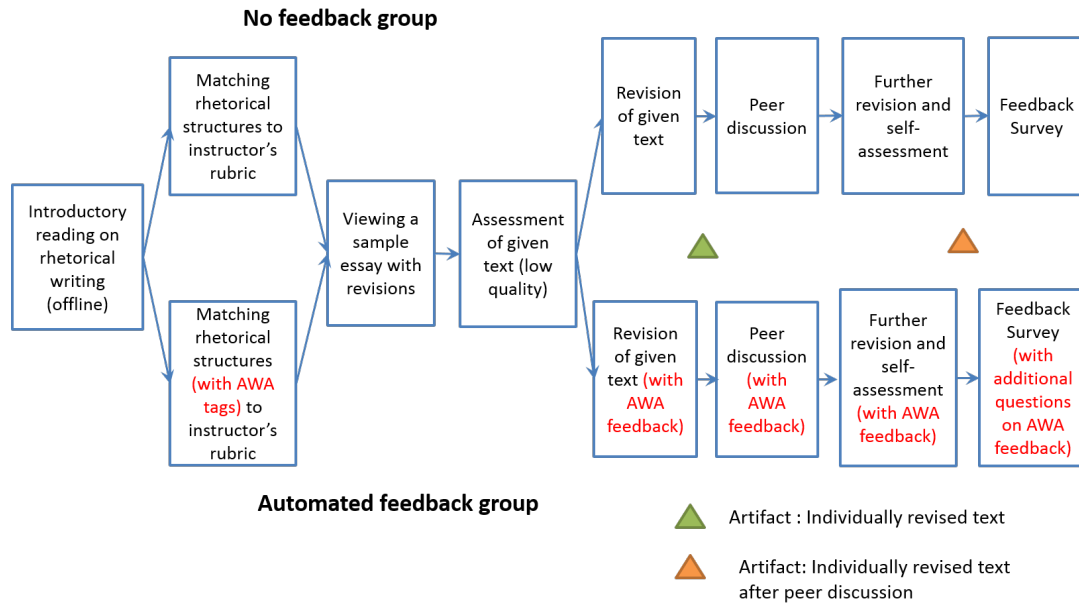 No feedback group
Matching
rhetorical
structures to
instructor's
rubric
Revision
of given
text
Peer
discussion
Further
revision and
self-
assessment
Feedback
Survey
Introductory
reading on
rhetorical
writing
(offline)
Viewing a
sample
essay with
revisions
Assessment
of given
text (low
quality)
Matching
rhetorical
structures
(with AWA
tags) to
instructor's
rubric
Revision
of given
text (with
AWA
feedback)
Peer
discussion
(with
AWA
feedback)
Further
revision and
self-
assessment
(with AWA
feedback)
Feedback
Survey
(with
additional
questions
on AWA
feedback)
Automated feedback group
Artifact : Individually revised text
Artifact: Individually revised text
after peer discussion